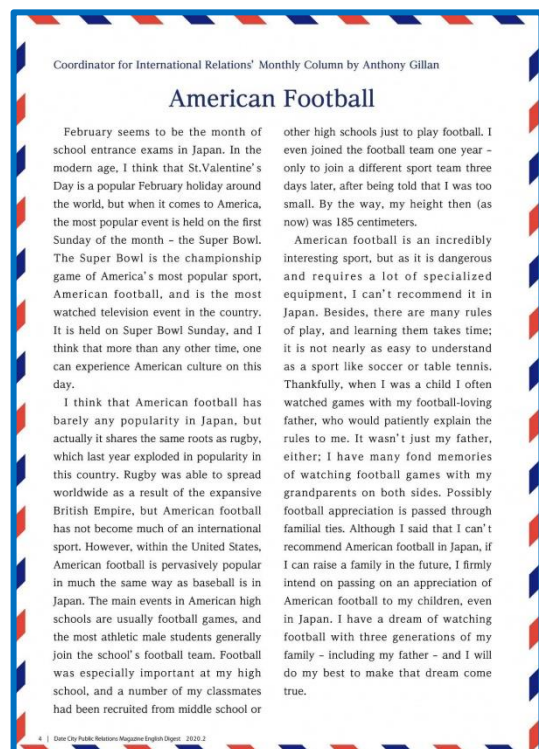 Coordinator for International Relations' Monthly Column by Anthony Gillan
American Football
February seems to be the month of
school entrance exams in Japan. In the
modern age, I think that St.Valentine's
Day is a popular February holiday around
the world, but when it comes to America,
the most popular event is held on the first
Sunday of the month – the Super Bowl.
The Super Bowl is the championship
game of America's most popular sport,
American football, and is the most
watched television event in the country.
It is held on Super Bowl Sunday, and I
think that more than any other time, one
can experience American culture on this
day.
I think that American football has
barely any popularity in Japan, but
actually it shares the same roots as rugby,
which last year exploded in popularity in
this country. Rugby was able to spread
worldwide as a result of the expansive
British Empire, but American football
has not become much of an international
sport. However, within the United States,
American football is pervasively popular
in much the same way as baseball is in
Japan. The main events in American high
schools are usually football games, and
the most athletic male students generally
join the school's football team. Football
was especially important at my high
school, and a number of my classmates
had been recruited from middle school or
other high schools just to play football. I
even joined the football team one year –
only to join a different sport team three
days later, after being told that I was too
small. By the way, my height then (as
now) was 185 centimeters.
American football is an incredibly
interesting sport, but as it is dangerous
and requires a lot of specialized
equipment, I can't recommend it in
Japan. Besides, there are many rules
of play, and learning them takes time;
it is not nearly as easy to understand
as a sport like soccer or table tennis.
Thankfully, when I was a child I often
watched games with my football-loving
father, who would patiently explain the
rules to me. It wasn't just my father,
either; I have many fond memories
of watching football games with my
grandparents on both sides. Possibly
football appreciation is passed through
familial ties. Although I said that I can't
recommend American football in Japan, if
I can raise a family in the future, I firmly
intend on passing on an appreciation of
American football to my children, even
in Japan. I have a dream of watching
football with three generations of my
family – including my father – and I will
do my best to make that dream come
true.
4 | Date City Public Relations Magazine English Digest 2020.2